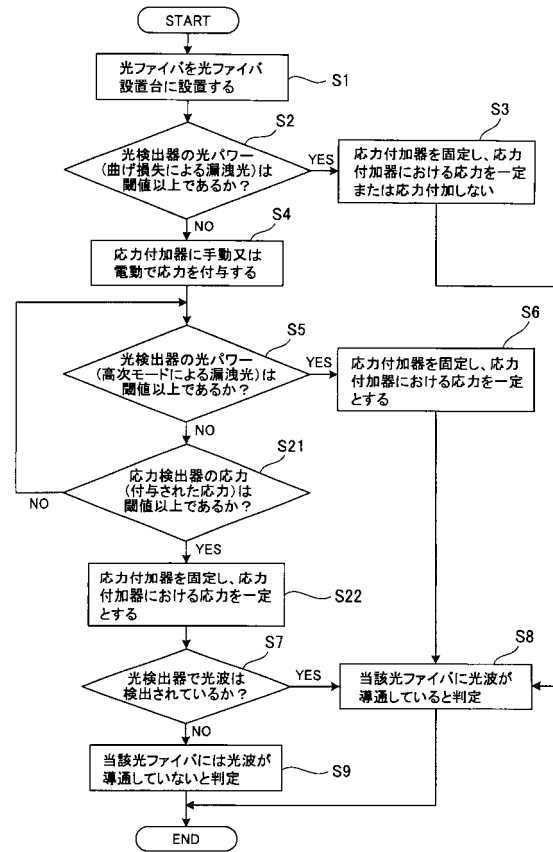 START
光ファイバを光ファイバ
設置台に設置する
S1
S2
光検出器の光パワー
(曲げ損失による漏洩光)は
閾値以上であるか?
YES
NO
S3
応力付加器を固定し、応力
付加器における応力を一定
または応力付加しない
S4
応力付加器に手動又は
電動で応力を付与する
S5
光検出器の光パワー
(高次モードによる漏洩光)は
閾値以上であるか?
YES
NO
S6
応力付加器を固定し、応力
付加器における応力を一定
とする
S21
応力検出器の応力
(付与された応力)は
閾値以上であるか?
NO
YES
応力付加器を固定し、応力
付加器における応力を一定
とする
S22
S7
光検出器で光波は
検出されているか?
YES
NO
S8
当該光ファイバに光波が
導通していると判定
当該光ファイバには光波が
導通していないと判定
S9
END